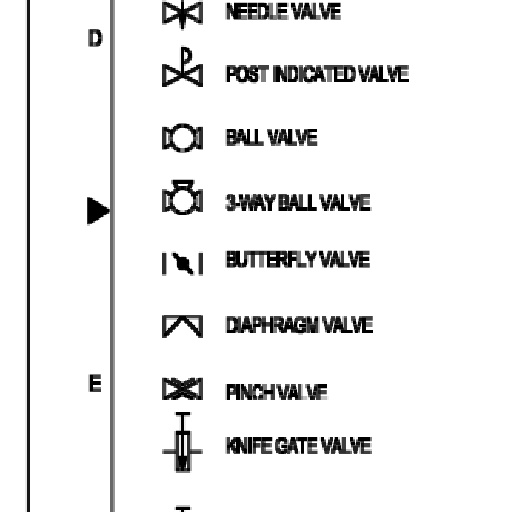 NEEDLE VALVE
D
P
POST INDICATED VALVE
BALL VALVE
3-WAY BALL VALVE
BUTTERFLY VALVE
DIAPHRAGM VALVE
E
PINCH VALVE
KNIFE GATE VALVE